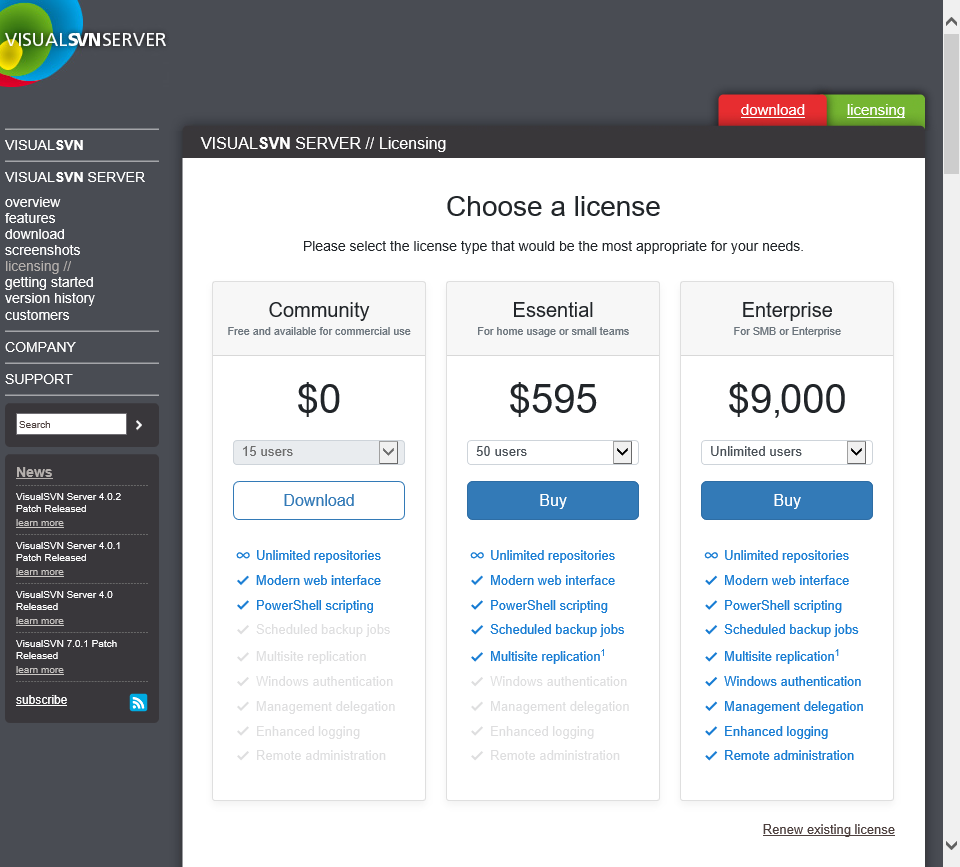 VISUALSVNSERVER
download
licensing
VISUALSVN
VISUALSVN SERVER
overview
features
download
screenshots
licensing //
getting started
version history
customers
COMPANY
SUPPORT
Search
News
VisualSVN Server 4.0.2
Patch Released
learn more
VisualSVN Server 4.0.1
Patch Released
learn more
VisualSVN Server 4.0
Released
learn more
VisualSVN 7.0.1 Patch
Released
learn more
subscribe
VISUALSVN SERVER // Licensing
Choose a license
Please select the license type that would be the most appropriate for your needs.
Community
Free and available for commercial use
$0
15 users
Download
Unlimited repositories
Modern web interface
PowerShell scripting
Scheduled backup jobs
Multisite replication
Windows authentication
Management delegation
Enhanced logging
Remote administration
Essential
For home usage or small teams
$595
50 users
Buy
Unlimited repositories
Modern web interface
PowerShell scripting
Scheduled backup jobs
Multisite replication1
Windows authentication
Management delegation
Enhanced logging
Remote administration
Enterprise
For SMB or Enterprise
$9,000
Unlimited users
Buy
Unlimited repositories
Modern web interface
PowerShell scripting
Scheduled backup jobs
Multisite replication1
Windows authentication
Management delegation
Enhanced logging
Remote administration
Renew existing license